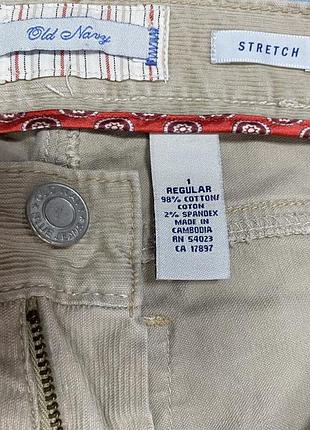 Old Navy
STRETCH
1
REGULAR
98% COTTON/
COTON
2% SPANDEX
MADE IN
CAMBODIA
RN 54023
CA 17897